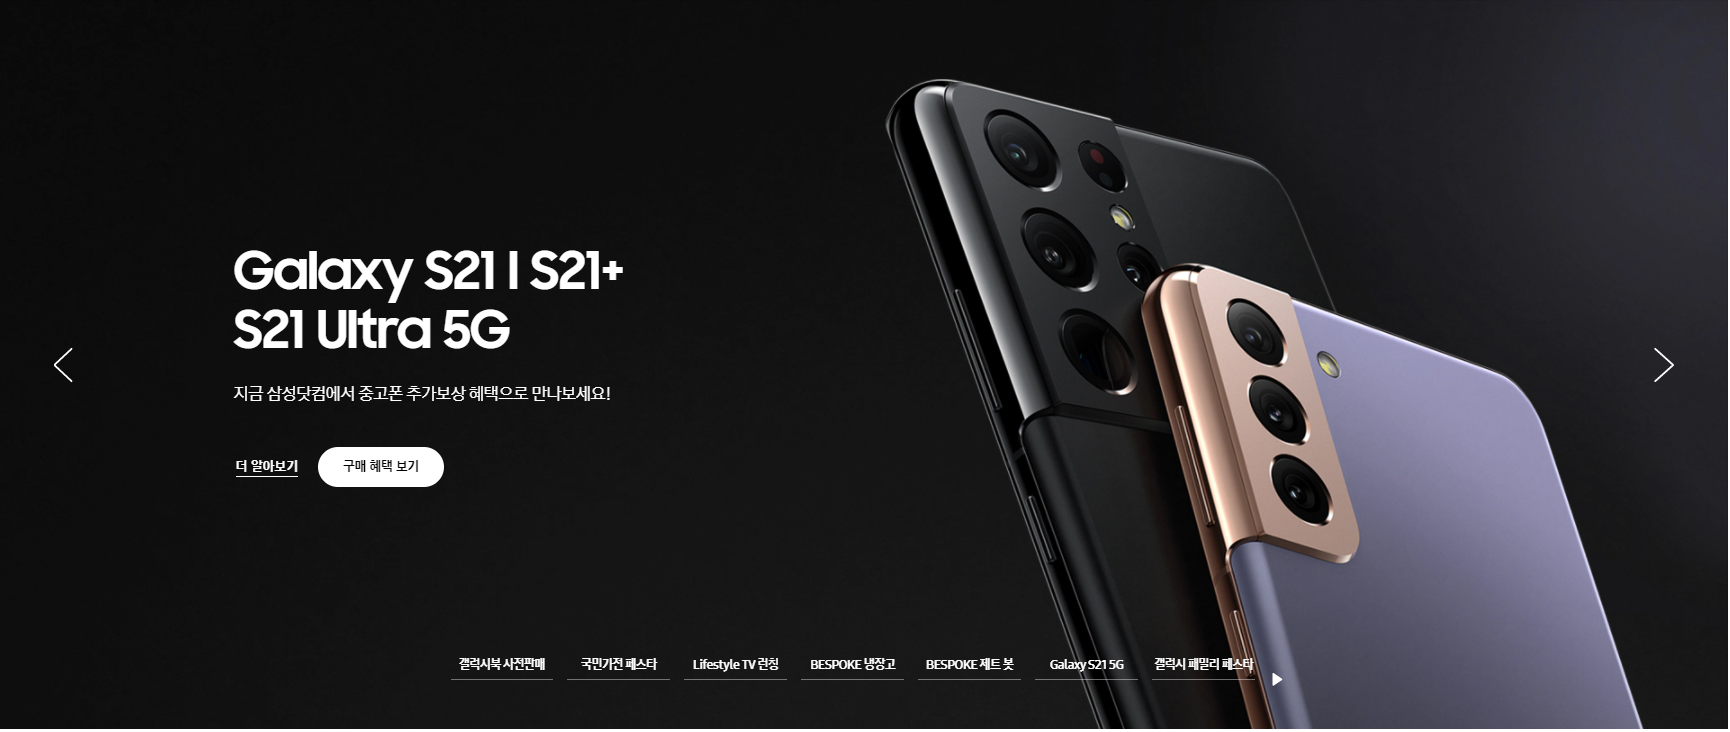 Galaxy S21 I S21+
S21 Ultra 5G
지금 삼성닷컴에서 중고폰 추가보상 혜택으로 만나보세요!
더 알아보기
구매 혜택 보기
갤럭시북 사전판매
국민가전 페스타
Lifestyle TV 런칭
BESPOKE 냉장고
BESPOKE 제트 봇
Galaxy S21 5G
갤럭시 패밀리 페스타